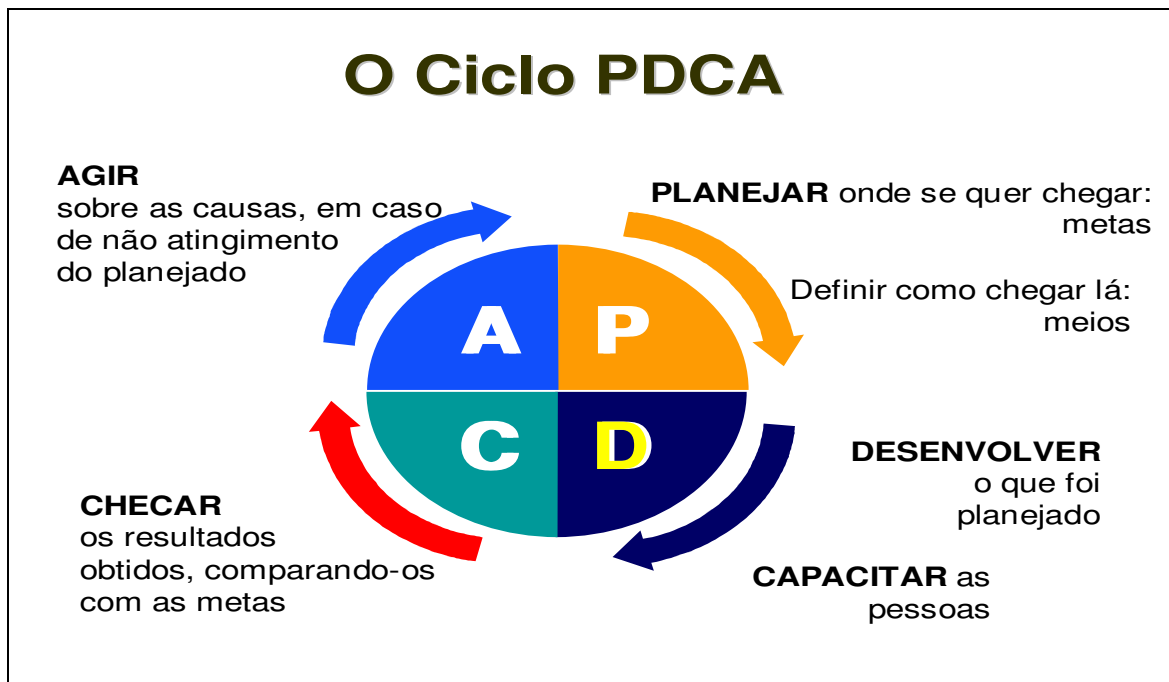 O Ciclo PDCA
AGIR
sobre as causas, em caso
de não atingimento
do planejado
PLANEJAR onde se quer chegar:
metas
Definir como chegar lá:
meios
A P
C D
DESENVOLVER
o que foi
planejado
CAPACITAR as
pessoas
CHECAR
os resultados
obtidos, comparando-os
com as metas